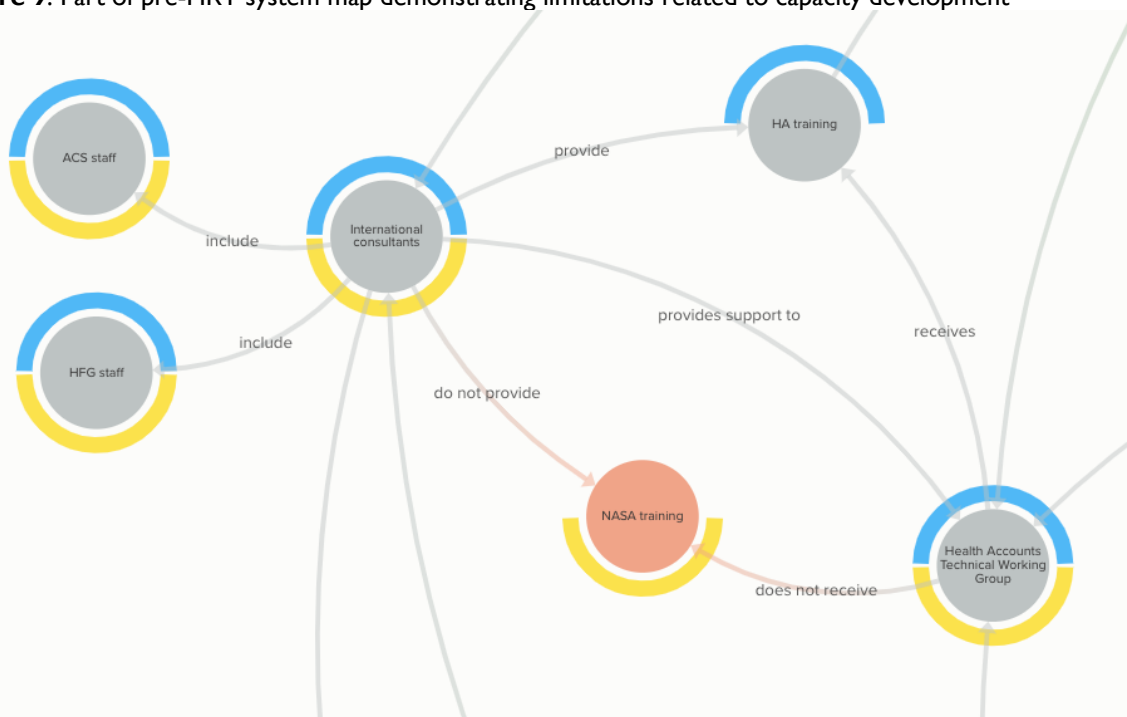 Part of pre-HRT system map demonstrating limitations related to capacity development
HA training
provide
ACS staff
International
consultants
include
provides support to
receives
include
HFG staff
do not provide
NASA training
Health Accounts
Technical Working
Group
does not receive